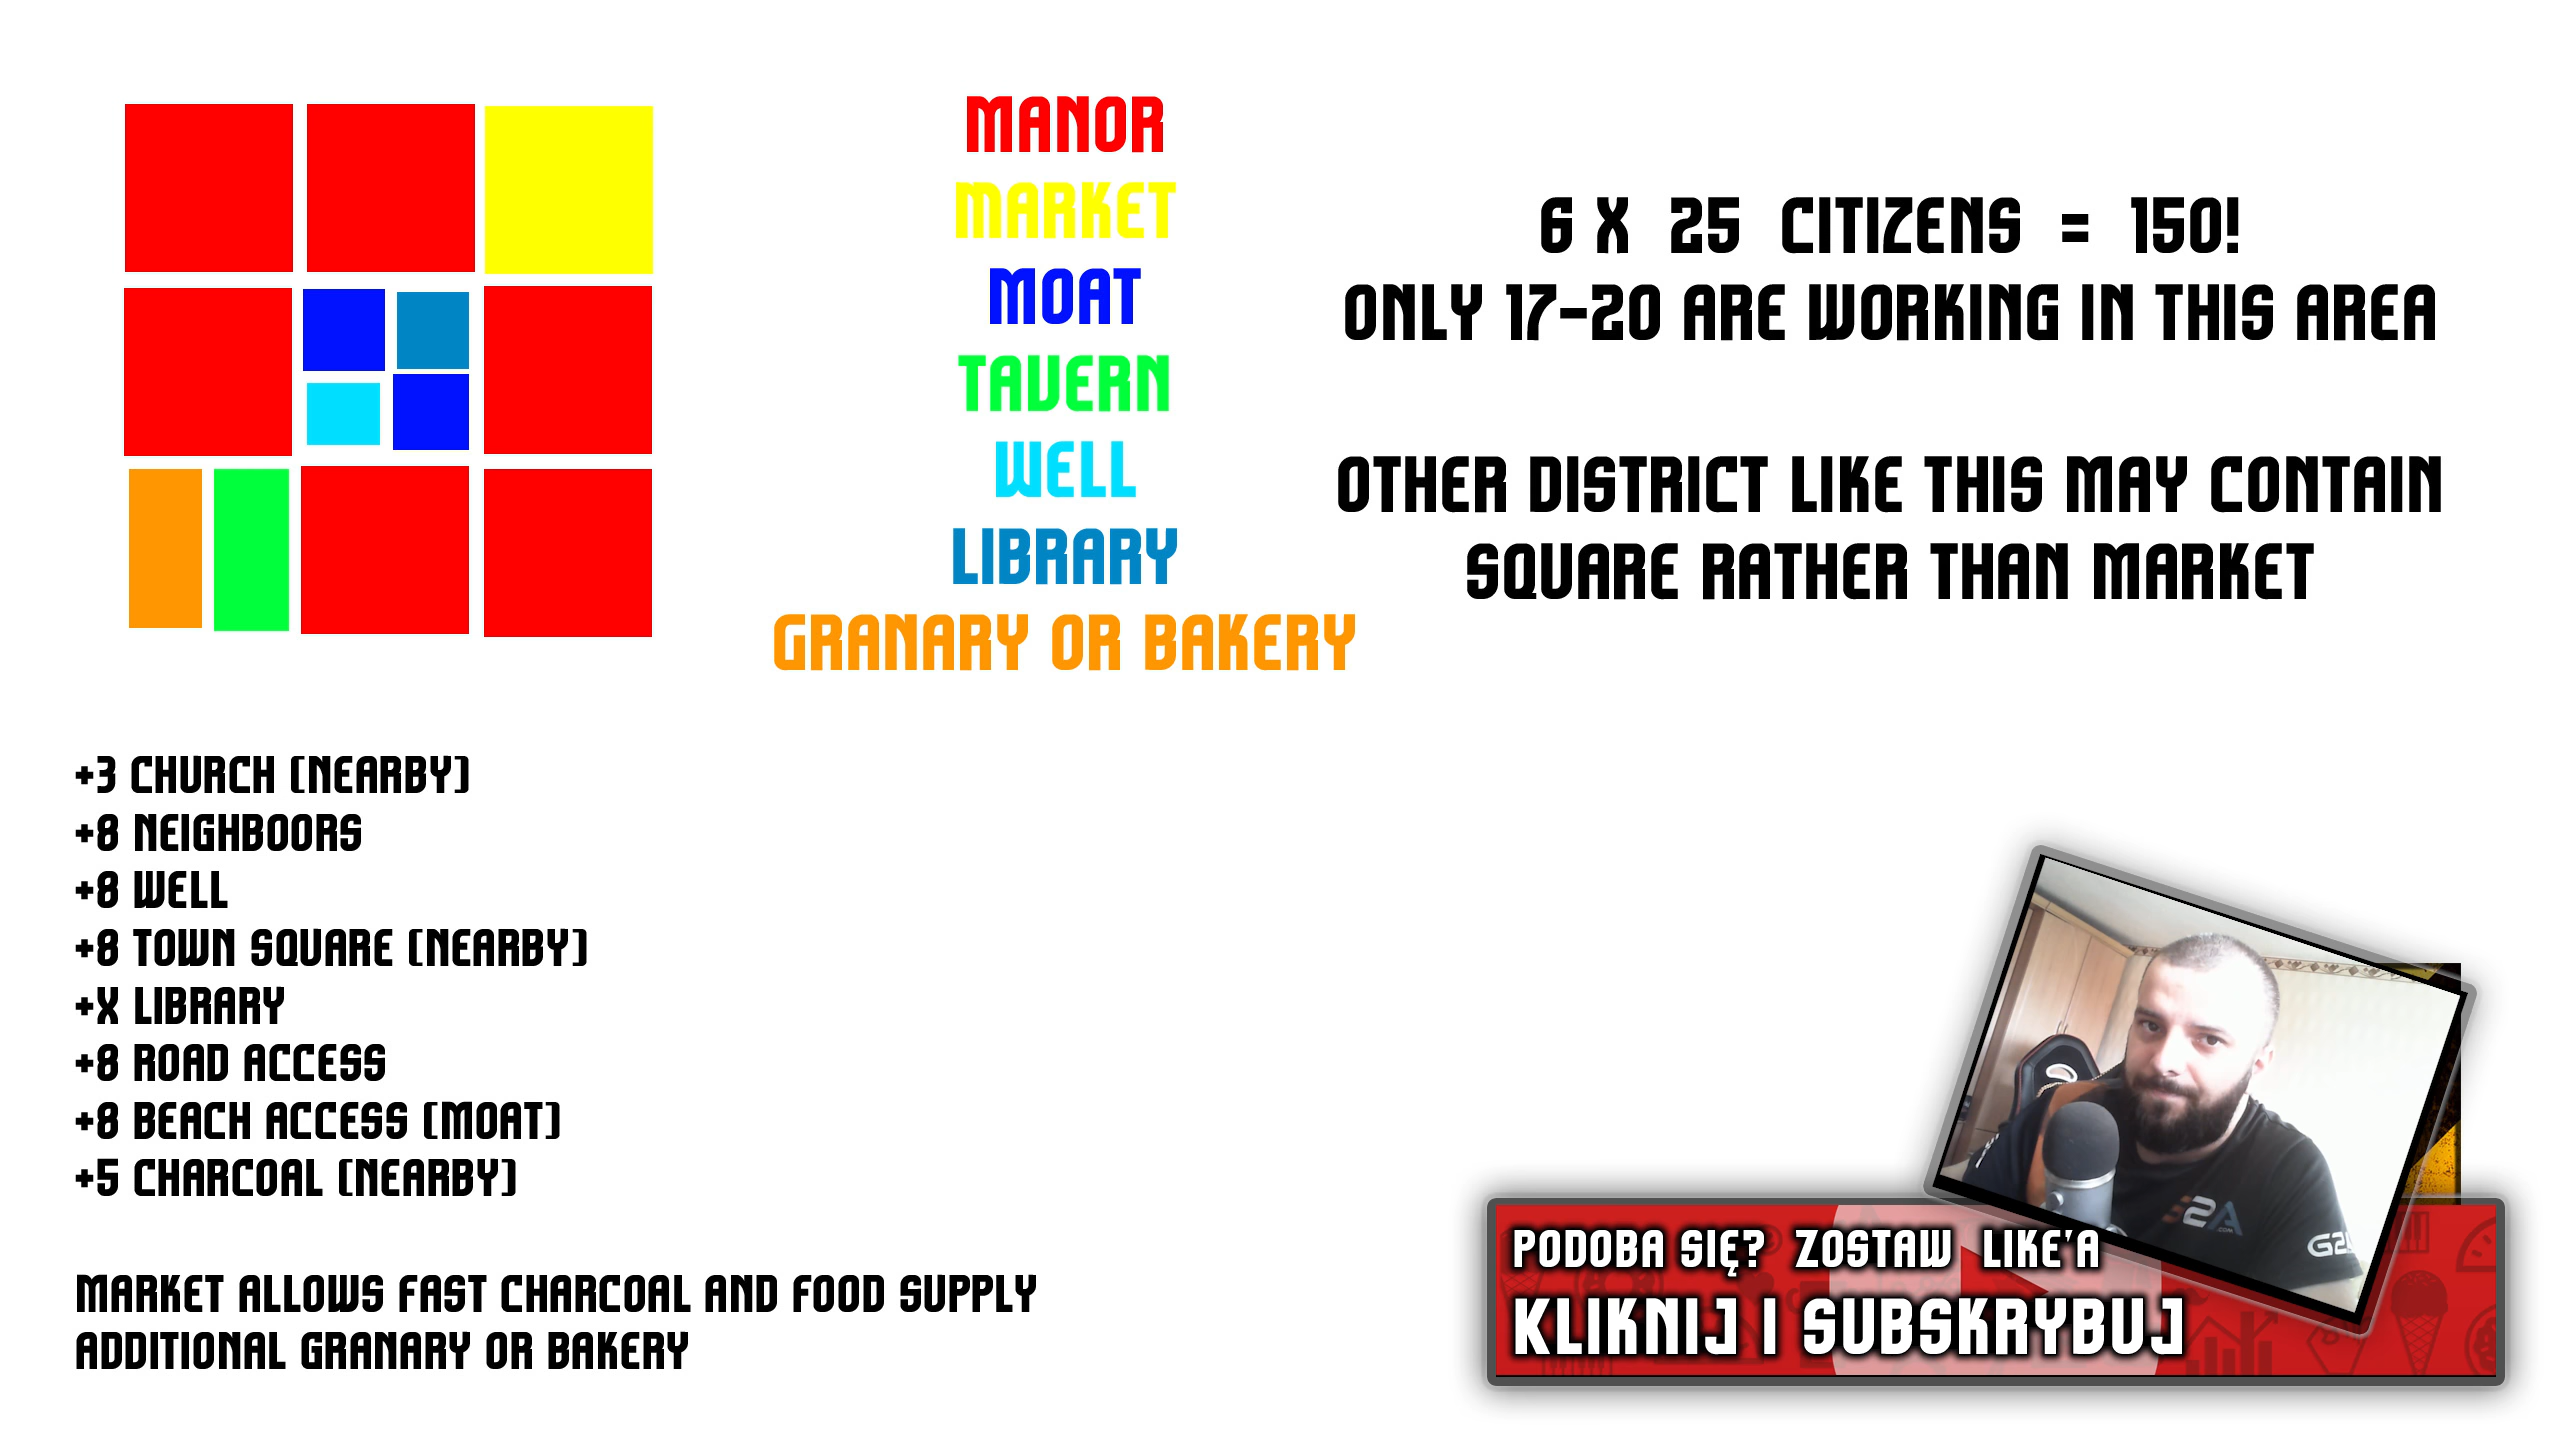 MANOR
MARKET
MOAT
TAVERN
WELL
LIBRARY
GRANARY OR BAKERY
6 X 25 CITIZENS = 150!
ONLY 17-20 ARE WORKING IN THIS AREA
OTHER DISTRICT LIKE THIS MAY CONTAIN
SQUARE RATHER THAN MARKET
+3 CHURCH (NEARBY)
+8 NEIGHBOORS
+8 WELL
+8 TOWN SQUARE (NEARBY)
+X LIBRARY
+8 ROAD ACCESS
+8 BEACH ACCESS (MOAT)
+5 CHARCOAL (NEARBY)
MARKET ALLOWS FAST CHARCOAL AND FOOD SUPPLY
ADDITIONAL GRANARY OR BAKERY
PODOBA SIĘ? ZOSTAW LIKE'A
KLIKNIJ I SUBSKRYBUJ